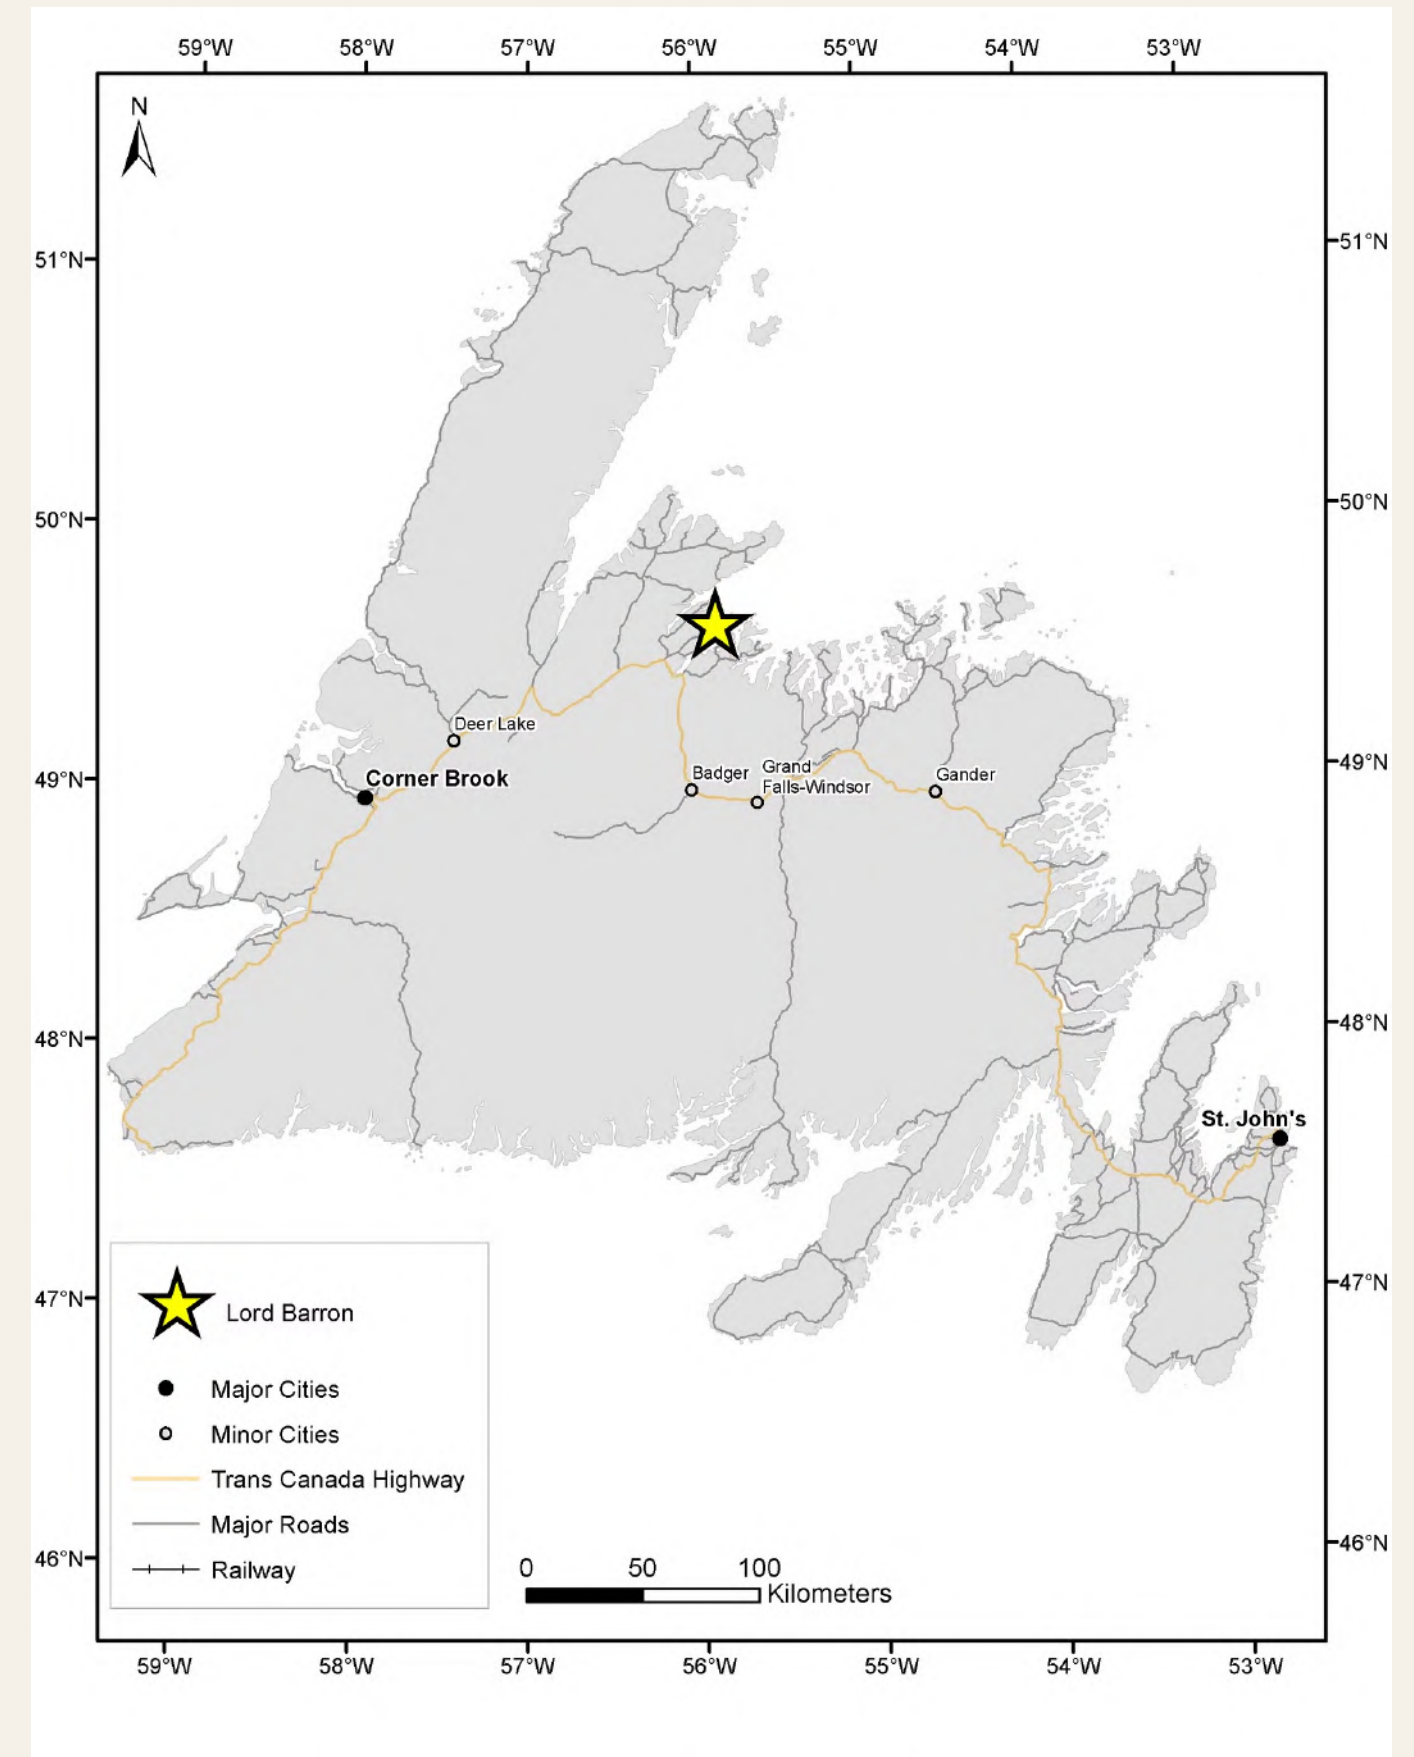 59°W 58°W 57°W 56°W 55°W 54°W 53°W
N
51°N 51°N
50°N 50°N
Deer Lake
49°N Corner Brook Badger Grand Gander 49°N
Falls-Windsor
48°N 48°N
St. John's
47°N 47°N
Lord Barron
Major Cities
Minor Cities
Trans Canada Highway
Major Roads
46°N 46°N
Railway
0 50 100
Kilometers
59°W 58°W 57°W 56°W 55°W 54°W 53°W